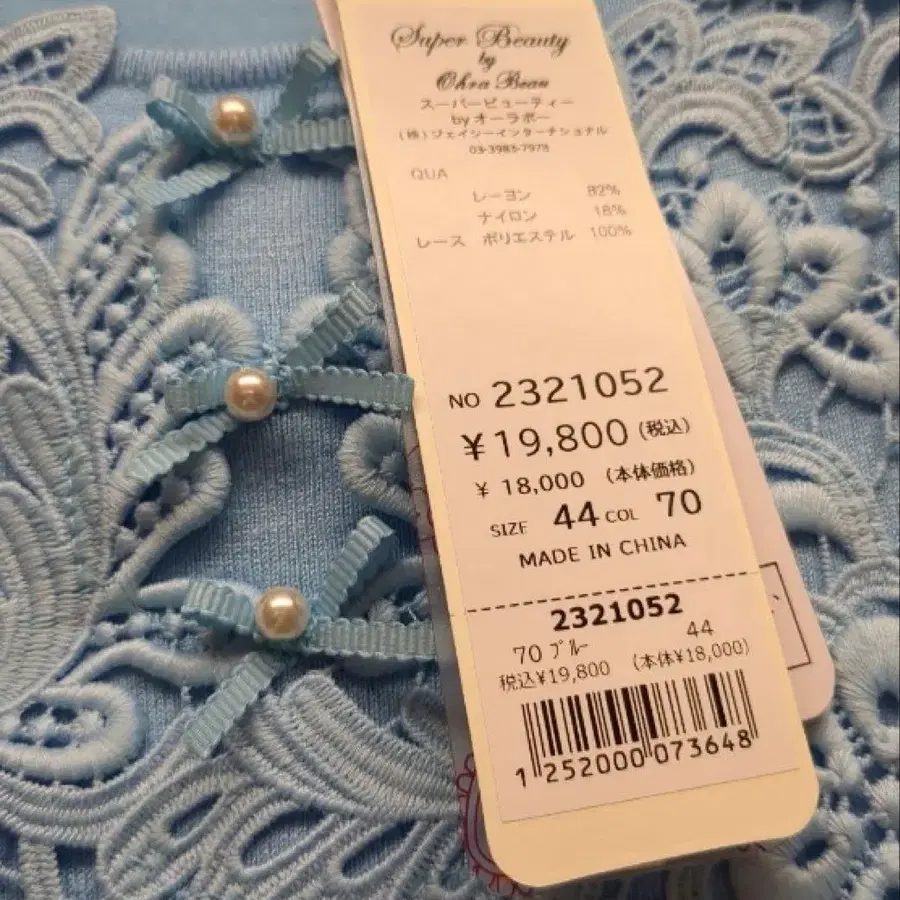 Super Beauty
by
Ohra Beau
スーパービューティー
byオーラボー
(株)ジェイシーインターナショナル
03-3983-7973
QUA
レーヨン 82%
ナイロン 18%
レース ポリエステル 100%
NO 2321052
¥19,800(税込)
¥ 18,000 (本体価格)
SIZE 44 COL 70
MADE IN CHINA
2321052
70 ブルー 44
税込¥19,800 (本体¥18,000)
1 252000 073648